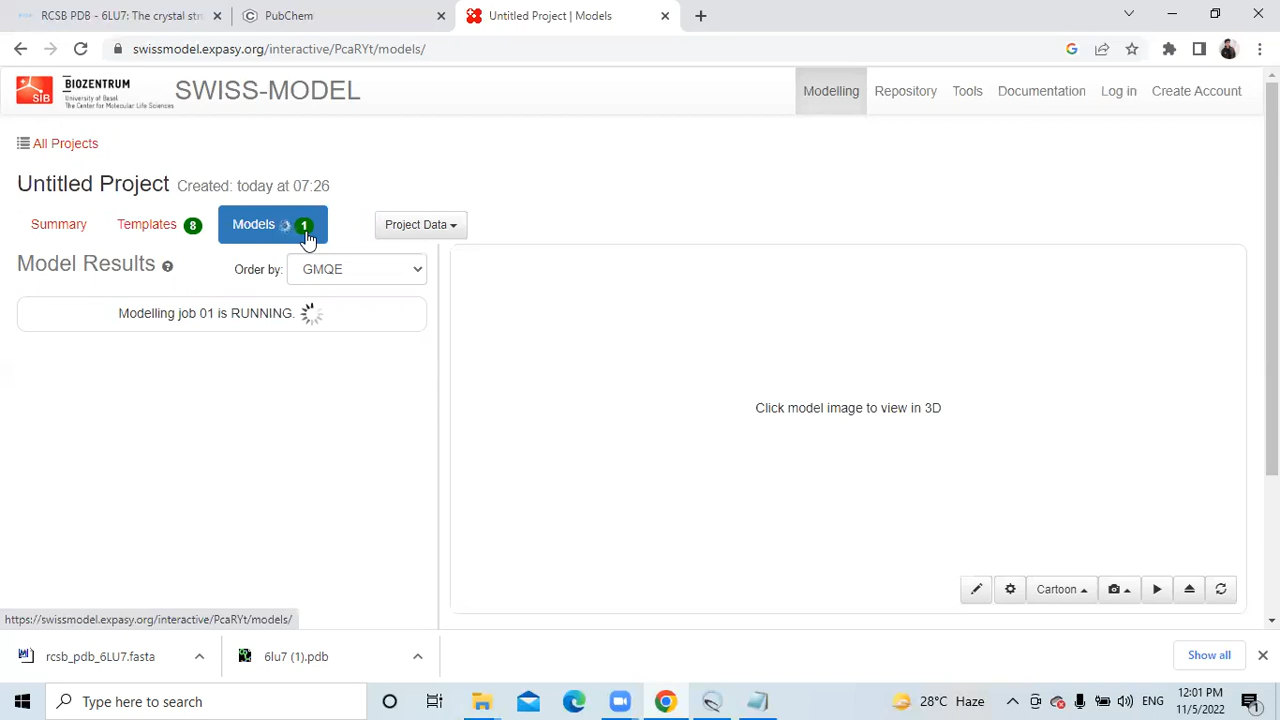 RCSB PDB - 6LU7: The crystal str
PubChem
Untitled Project | Models
swissmodel.expasy.org/interactive/PcaRYt/models/
SIB
BIOZENTRUM
University of Basel
The Center for Molecular Life Sciences
SWISS-MODEL
Modelling
Repository
Tools
Documentation
Log in
Create Account
All Projects
Untitled Project Created: today at 07:26
Summary
Templates 8
Models 1
Project Data
Model Results
Order by: GMQE
Modelling job 01 is RUNNING.
Click model image to view in 3D
Cartoon
https://swissmodel.expasy.org/interactive/PcaRYt/models/
rcsb_pdb_6LU7.fasta
6lu7 (1).pdb
Show all
Type here to search
28°C Haze
ENG
12:01 PM
11/5/2022
1